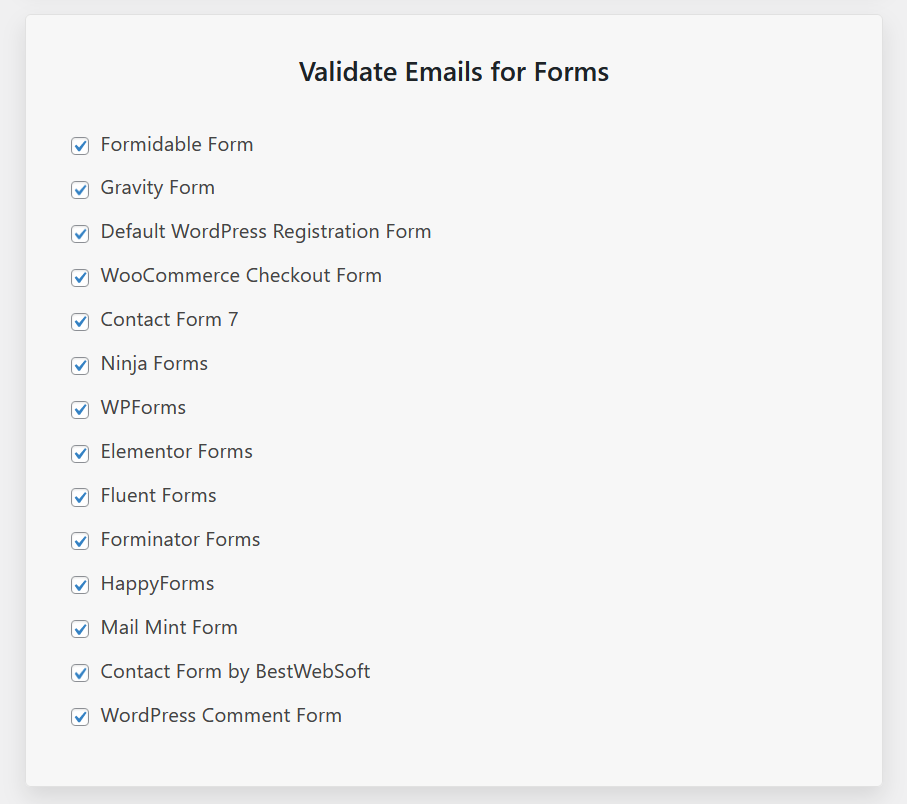 Validate Emails for Forms
Formidable Form
Gravity Form
Default WordPress Registration Form
WooCommerce Checkout Form
Contact Form 7
Ninja Forms
WPForms
Elementor Forms
Fluent Forms
Forminator Forms
HappyForms
Mail Mint Form
Contact Form by BestWebSoft
WordPress Comment Form